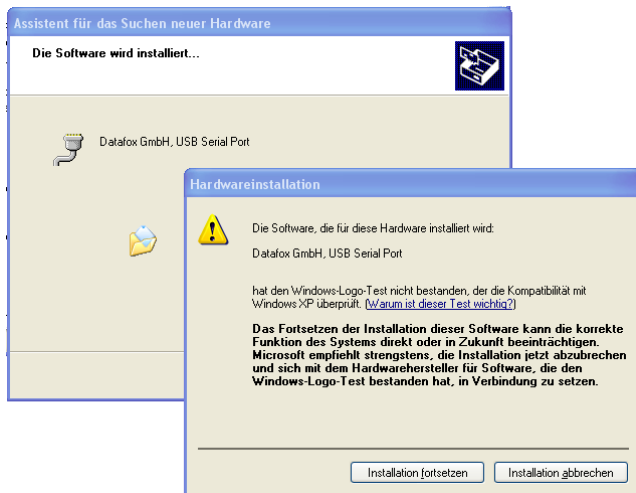 Assistent für das Suchen neuer Hardware
Die Software wird installiert...
Datafox GmbH, USB Serial Port
Hardwareinstallation
Die Software, die für diese Hardware installiert wird:
Datafox GmbH, USB Serial Port
hat den Windows-Logo-Test nicht bestanden, der die Kompatibilität mit
Windows XP überprüft. (Warum ist dieser Test wichtig?)
Das Fortsetzen der Installation dieser Software kann die korrekte
Funktion des Systems direkt oder in Zukunft beeinträchtigen.
Microsoft empfiehlt strengstens, die Installation jetzt abzubrechen
und sich mit dem Hardwarehersteller für Software, die den
Windows-Logo-Test bestanden hat, in Verbindung zu setzen.
Installation fortsetzen
Installation abbrechen